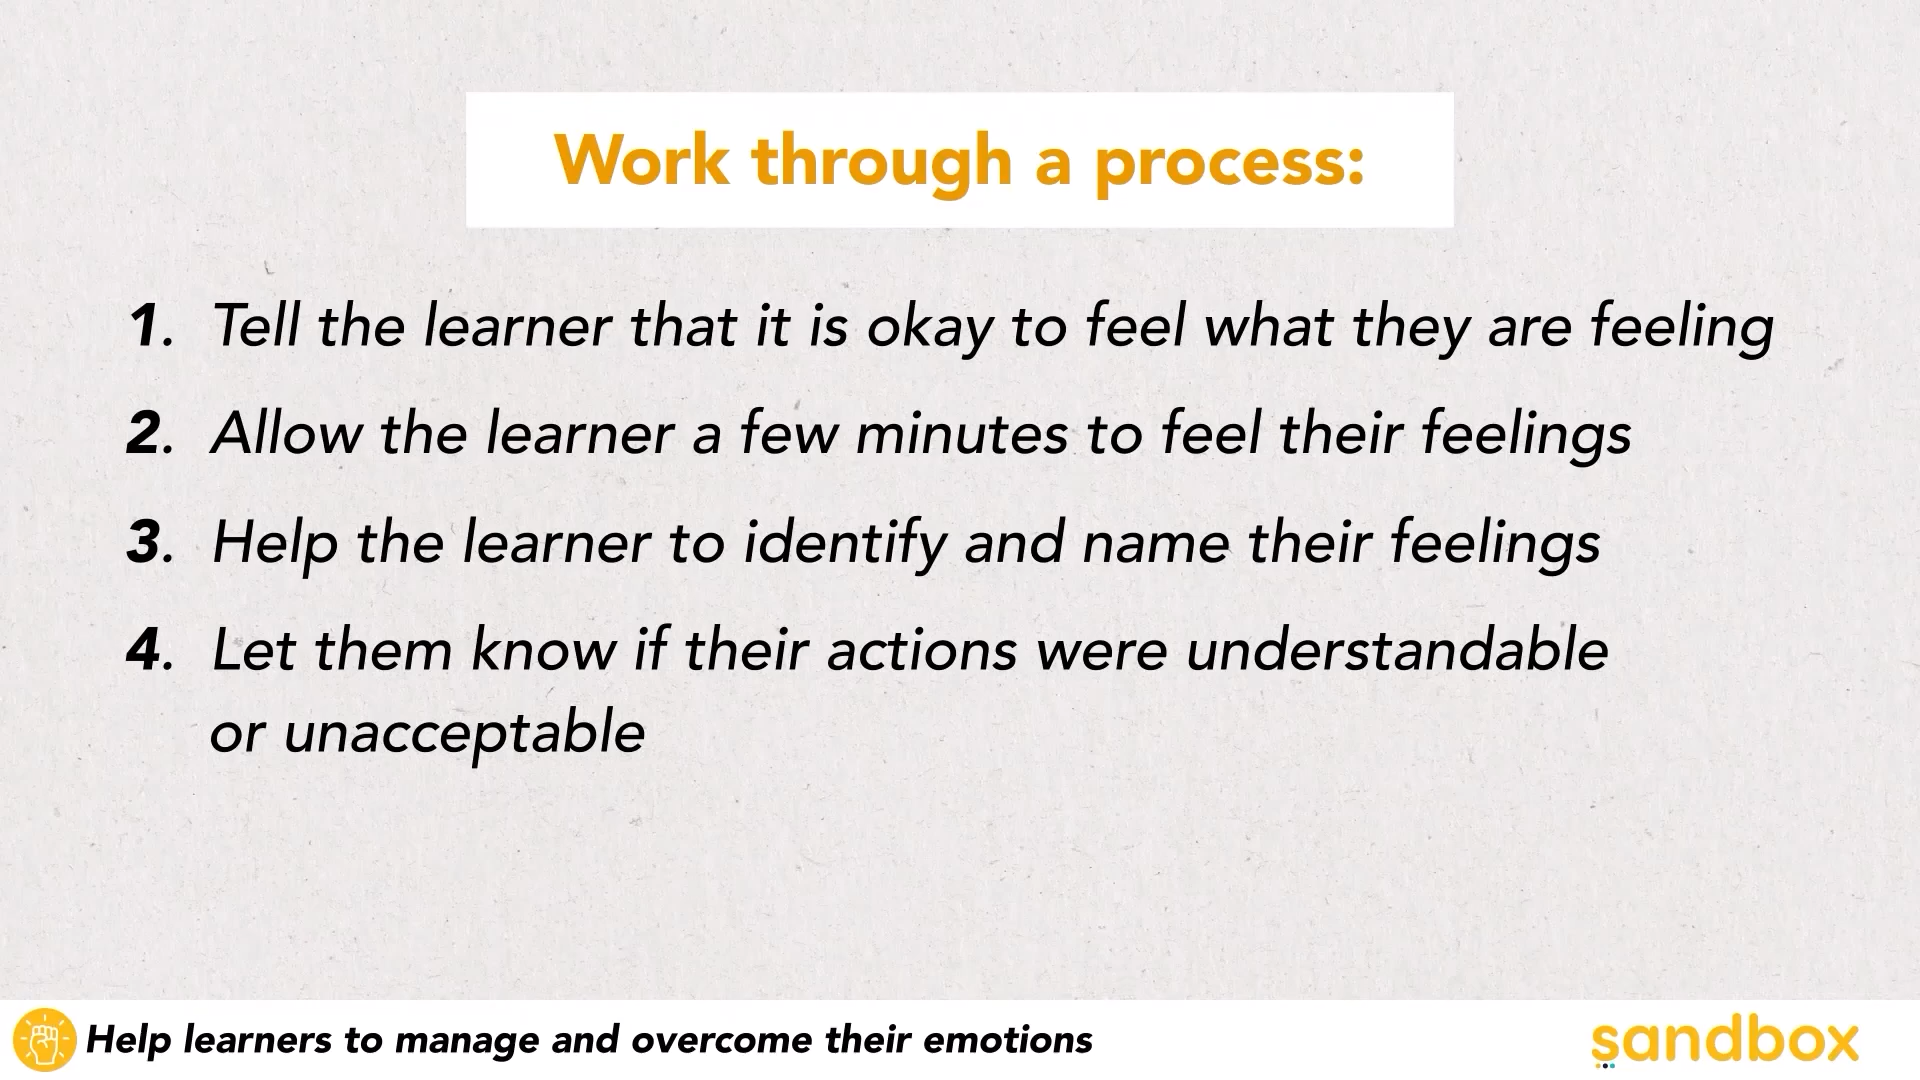 Work through a process:
1. Tell the learner that it is okay to feel what they are feeling
2. Allow the learner a few minutes to feel their feelings
3. Help the learner to identify and name their feelings
4. Let them know if their actions were understandable
or unacceptable
Help learners to manage and overcome their emotions
sandbox